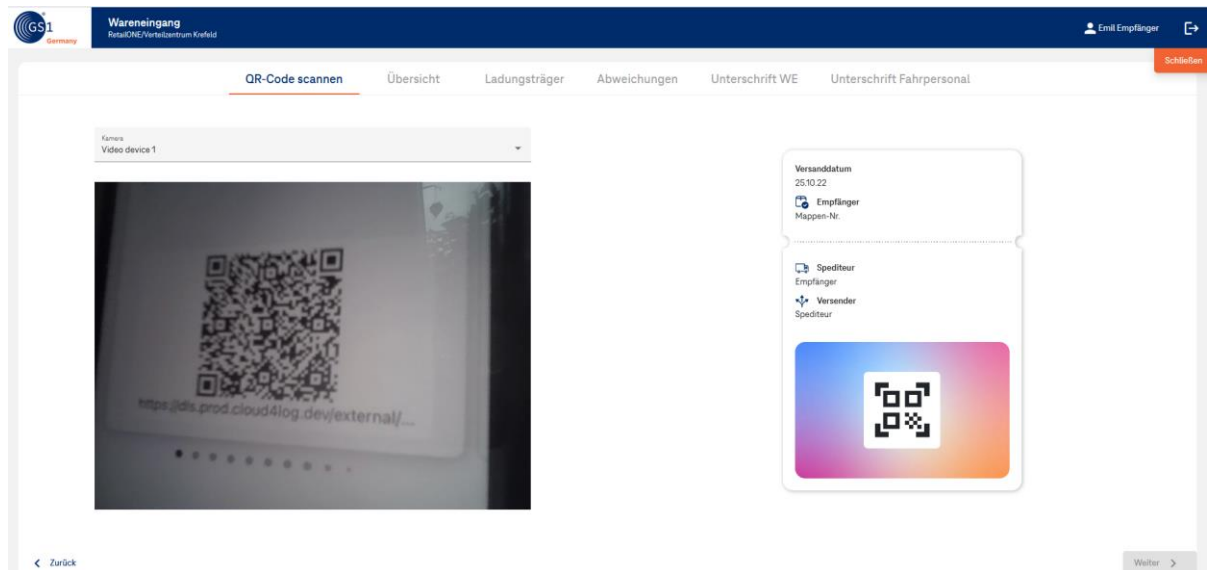 GS1
Germany
Wareneingang
RetailONE/Verteilzentrum Krefeld
Emil Empfänger
Schließen
QR-Code scannen
Übersicht
Ladungsträger
Abweichungen
Unterschrift WE
Unterschrift Fahrpersonal
Kamera
Video device 1
https://dls.prod.cloud4log.dev/external/...
Versanddatum
25.10.22
Empfänger
Mappen-Nr.
Spediteur
Empfänger
Versender
Spediteur
Zurück
Weiter